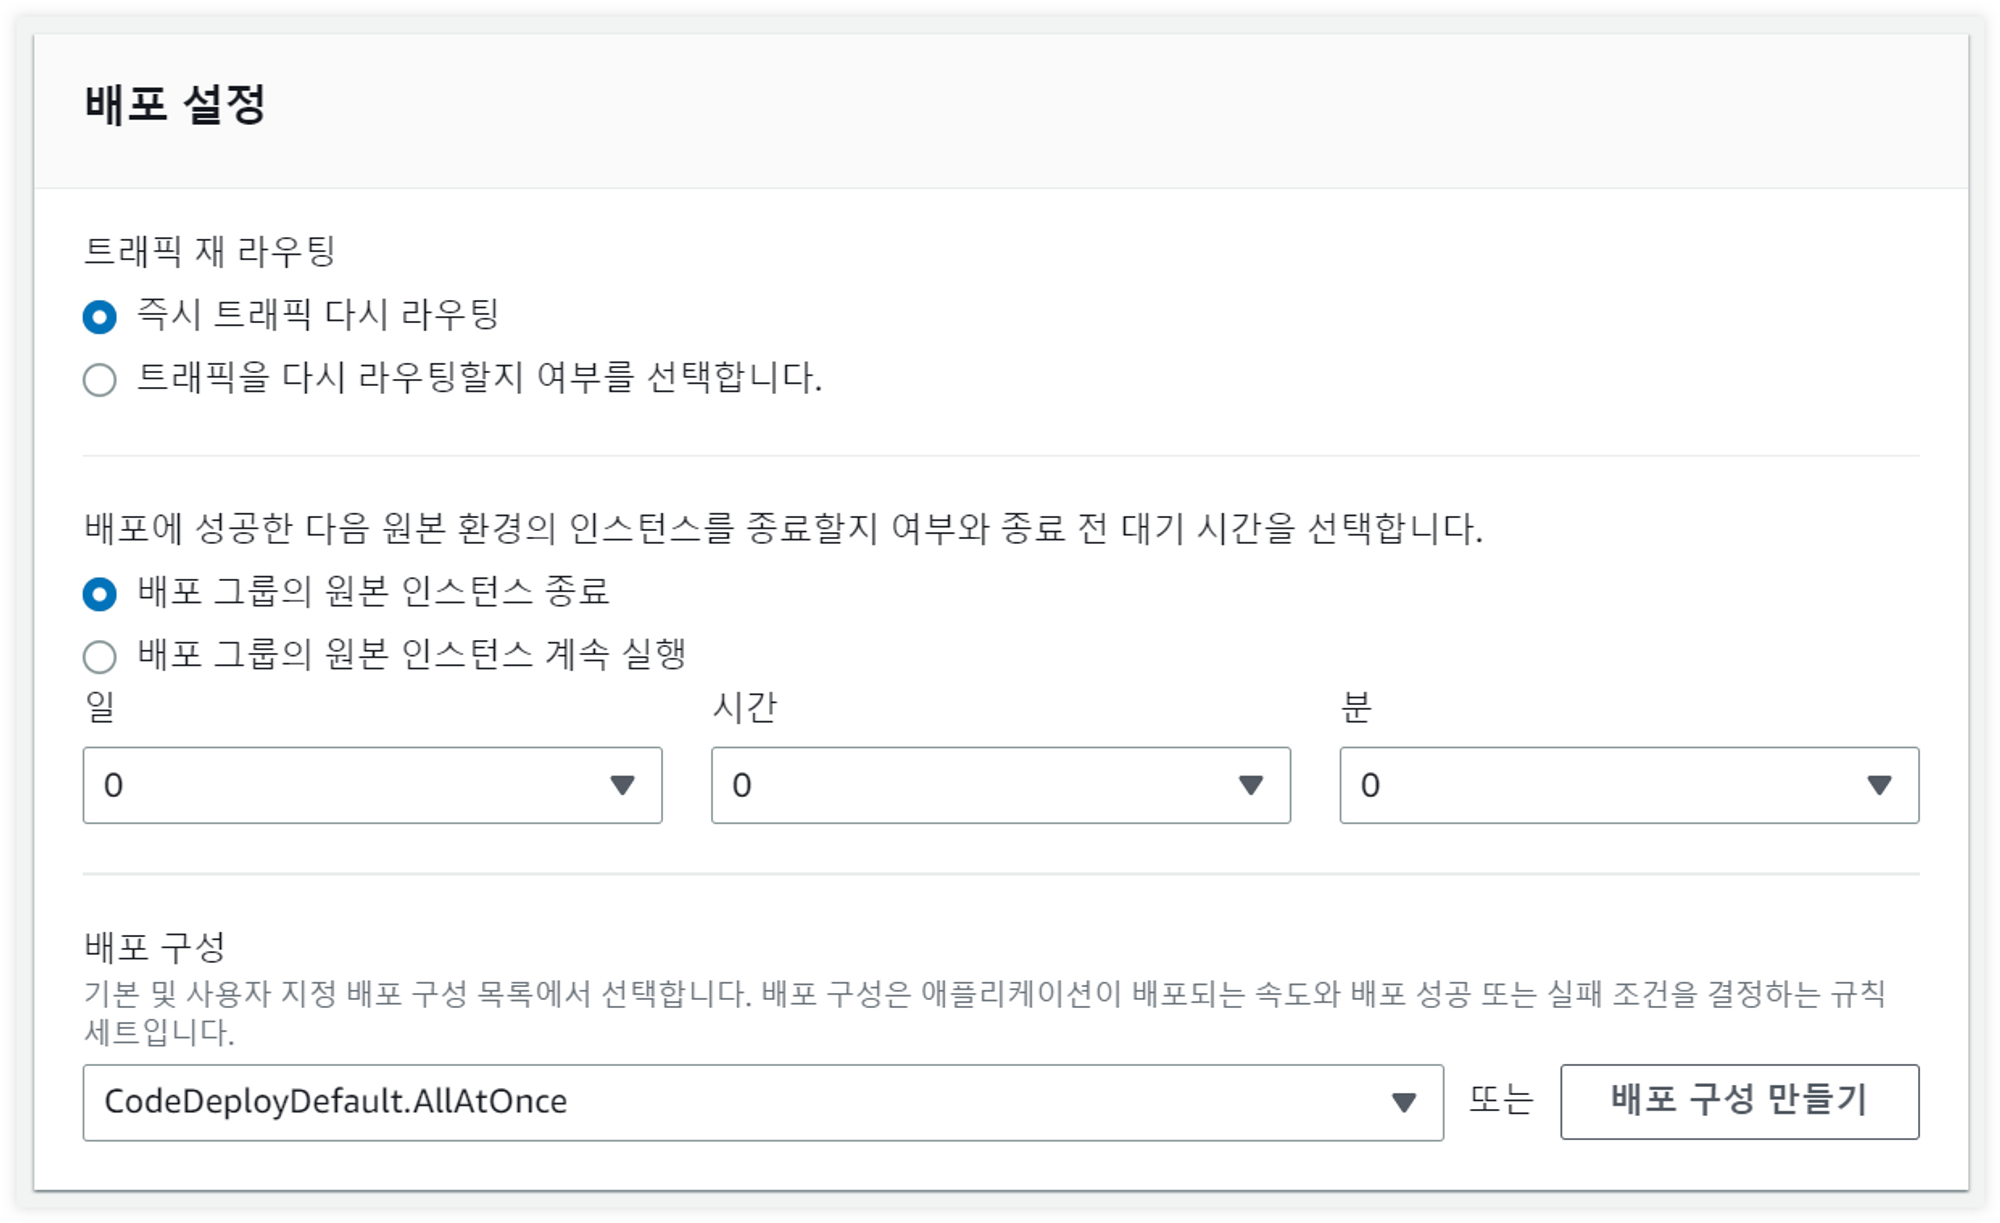 배포 설정
트래픽 재 라우팅
즉시 트래픽 다시 라우팅
트래픽을 다시 라우팅할지 여부를 선택합니다.
배포에 성공한 다음 원본 환경의 인스턴스를 종료할지 여부와 종료 전 대기 시간을 선택합니다.
배포 그룹의 원본 인스턴스 종료
배포 그룹의 원본 인스턴스 계속 실행
일 시간 분
0 0 0
배포 구성
기본 및 사용자 지정 배포 구성 목록에서 선택합니다. 배포 구성은 애플리케이션이 배포되는 속도와 배포 성공 또는 실패 조건을 결정하는 규칙
세트입니다.
CodeDeployDefault.AllAtOnce 또는 배포 구성 만들기